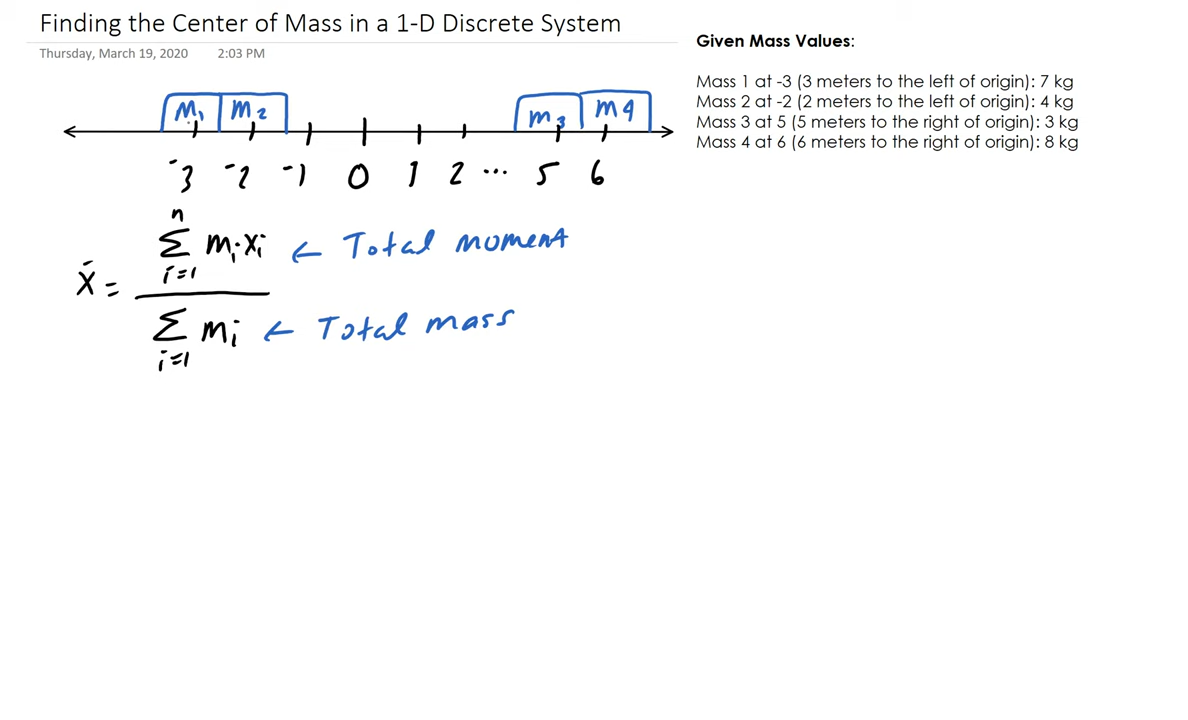 Finding the Center of Mass in a 1-D Discrete System
Thursday, March 19, 2020 2:03 PM
Given Mass Values:
Mass 1 at -3 (3 meters to the left of origin): 7 kg
Mass 2 at -2 (2 meters to the left of origin): 4 kg
Mass 3 at 5 (5 meters to the right of origin): 3 kg
Mass 4 at 6 (6 meters to the right of origin): 8 kg
M₁ M₂ m₃ m4
-3 -2 -1 0 1 2 ... 5 6
n
Σ mᵢ·xᵢ ← Total moment
i=1
x̄ =
Σ mᵢ ← Total mass
i=1